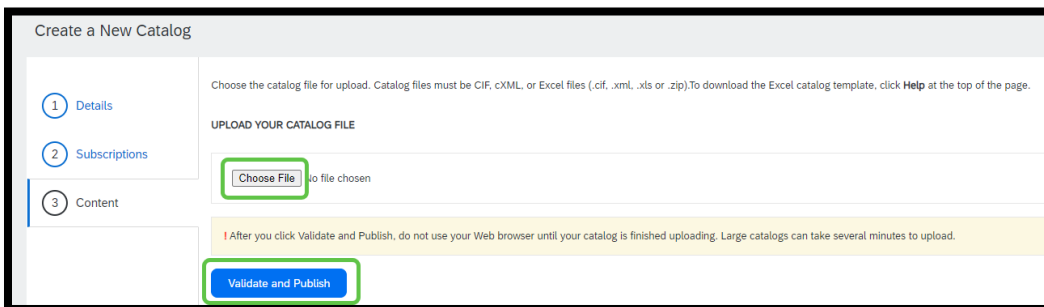 Create a New Catalog
1 Details
2 Subscriptions
3 Content
Choose the catalog file for upload. Catalog files must be CIF, cXML, or Excel files (.cif, .xml, .xls or .zip).To download the Excel catalog template, click Help at the top of the page.
UPLOAD YOUR CATALOG FILE
Choose File No file chosen
! After you click Validate and Publish, do not use your Web browser until your catalog is finished uploading. Large catalogs can take several minutes to upload.
Validate and Publish